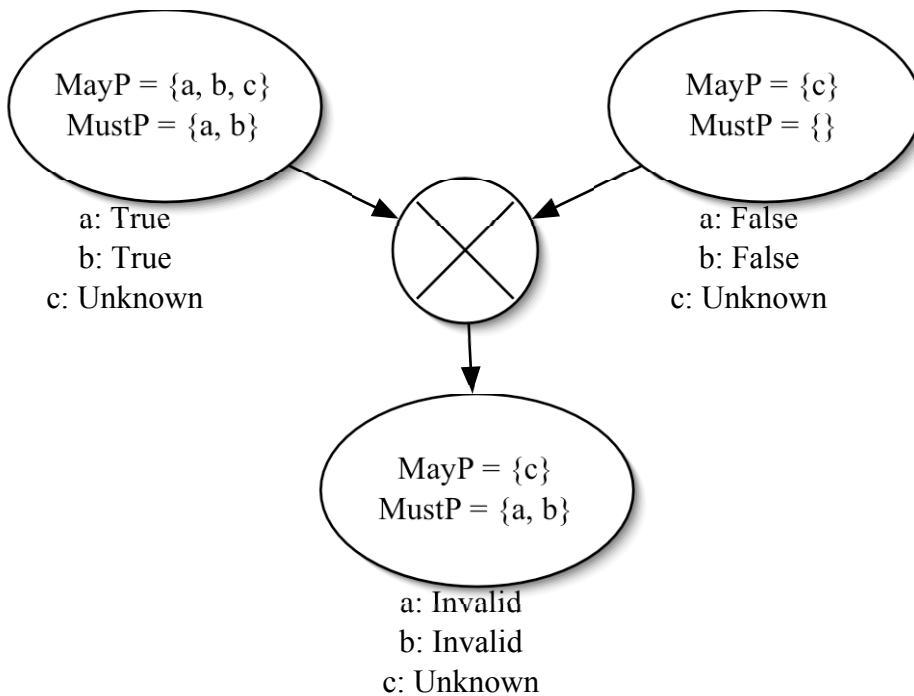 MayP = {a, b, c}
MustP = {a, b}
a: True
b: True
c: Unknown
MayP = {c}
MustP = {}
a: False
b: False
c: Unknown
MayP = {c}
MustP = {a, b}
a: Invalid
b: Invalid
c: Unknown